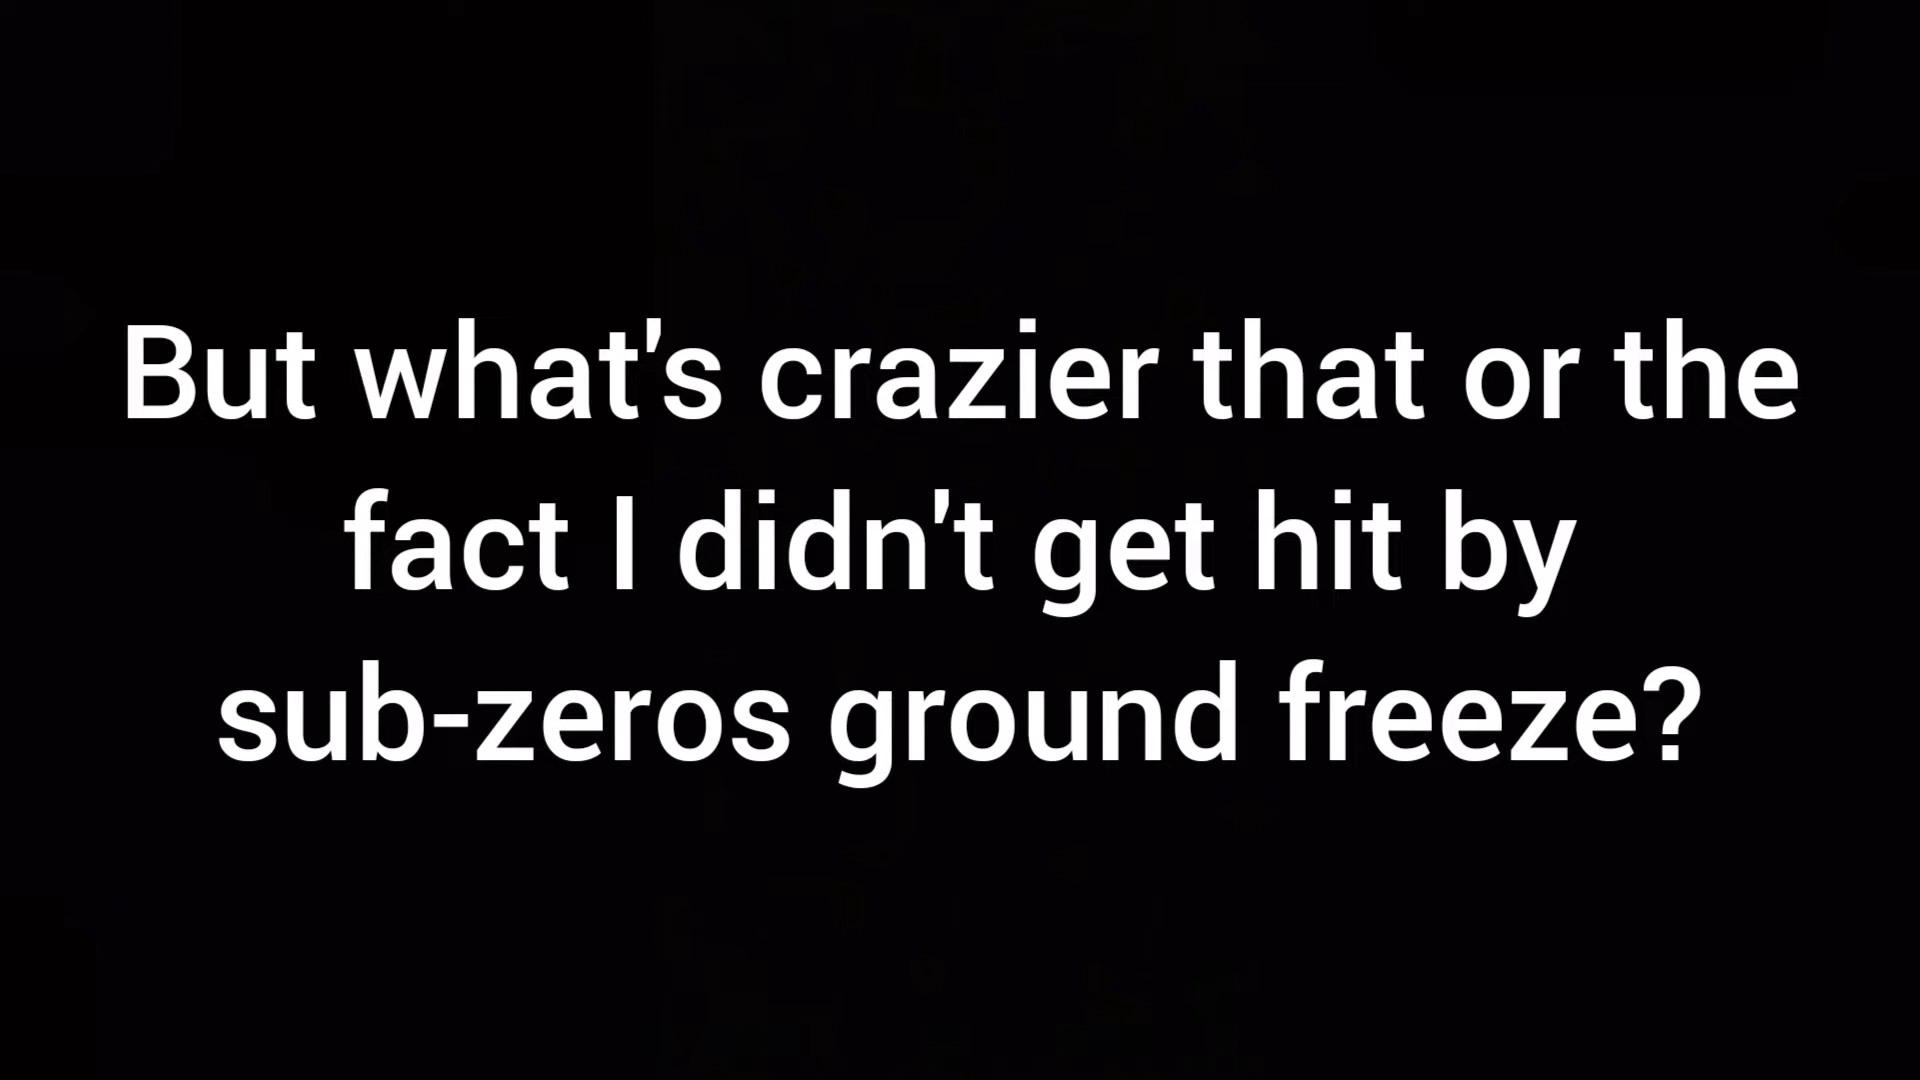 But what's crazier that or the
fact I didn't get hit by
sub-zeros ground freeze?